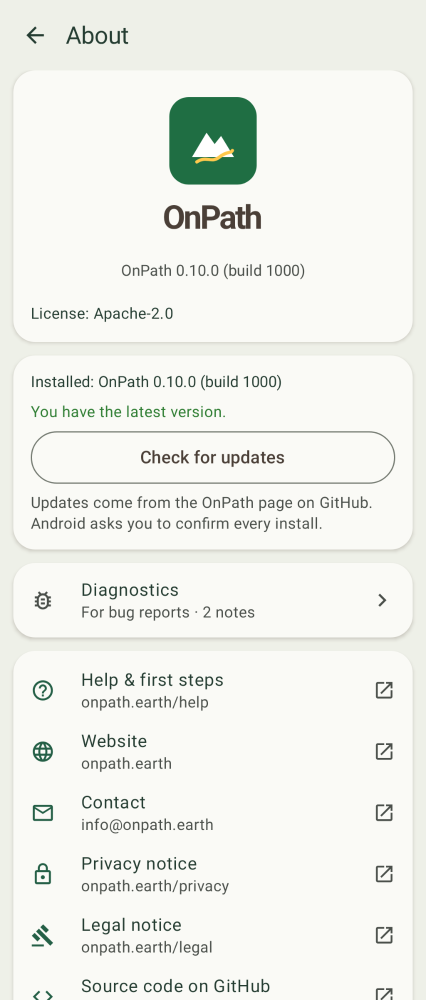 About
OnPath
OnPath 0.10.0 (build 1000)
License: Apache-2.0
Installed: OnPath 0.10.0 (build 1000)
You have the latest version.
Check for updates
Updates come from the OnPath page on GitHub.
Android asks you to confirm every install.
Diagnostics
For bug reports · 2 notes
Help & first steps
onpath.earth/help
Website
onpath.earth
Contact
info@onpath.earth
Privacy notice
onpath.earth/privacy
Legal notice
onpath.earth/legal
Source code on GitHub